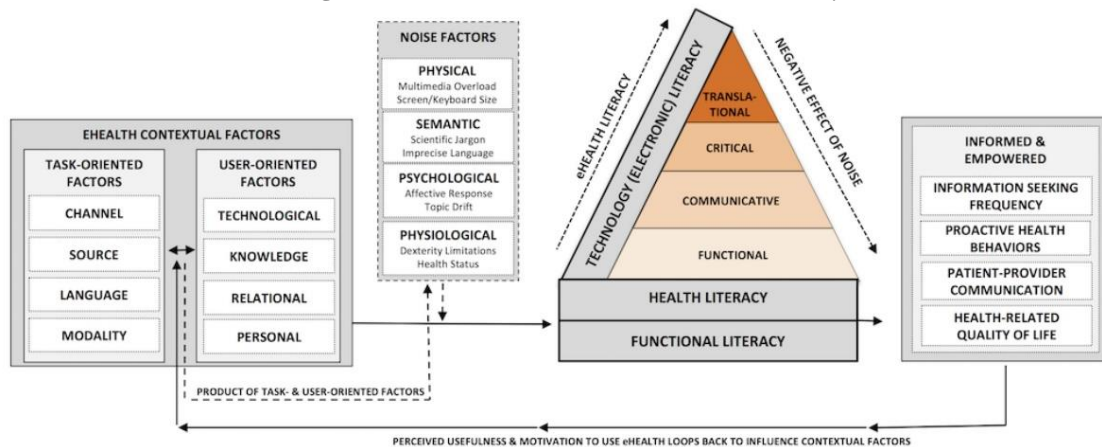 EHEALTH CONTEXTUAL FACTORS
TASK-ORIENTED
FACTORS
CHANNEL
SOURCE
LANGUAGE
MODALITY
USER-ORIENTED
FACTORS
TECHNOLOGICAL
KNOWLEDGE
RELATIONAL
PERSONAL
PRODUCT OF TASK- & USER-ORIENTED FACTORS
NOISE FACTORS
PHYSICAL
Multimedia Overload
Screen/Keyboard Size
SEMANTIC
Scientific Jargon
Imprecise Language
PSYCHOLOGICAL
Affective Response
Topic Drift
PHYSIOLOGICAL
Dexterity Limitations
Health Status
eHEALTH LITERACY
TECHNOLOGY (ELECTRONIC) LITERACY
TRANSLA-
TIONAL
CRITICAL
COMMUNICATIVE
FUNCTIONAL
NEGATIVE EFFECT OF NOISE
HEALTH LITERACY
FUNCTIONAL LITERACY
INFORMED &
EMPOWERED
INFORMATION SEEKING
FREQUENCY
PROACTIVE HEALTH
BEHAVIORS
PATIENT-PROVIDER
COMMUNICATION
HEALTH-RELATED
QUALITY OF LIFE
PERCEIVED USEFULNESS & MOTIVATION TO USE eHEALTH LOOPS BACK TO INFLUENCE CONTEXTUAL FACTORS